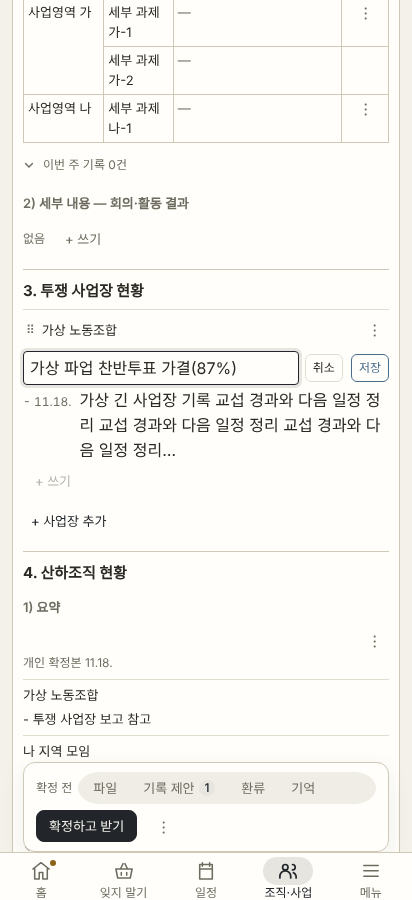 사업영역 가
세부 과제
가-1
—
⋮
세부 과제
가-2
—
사업영역 나
세부 과제
나-1
—
⋮
이번 주 기록 0건
2) 세부 내용 — 회의·활동 결과
없음 + 쓰기
3. 투쟁 사업장 현황
가상 노동조합 ⋮
가상 파업 찬반투표 가결(87%) 취소 저장
- 11.18. 가상 긴 사업장 기록 교섭 경과와 다음 일정 정
리 교섭 경과와 다음 일정 정리 교섭 경과와 다
음 일정 정리...
+ 쓰기
+ 사업장 추가
4. 산하조직 현황
1) 요약
⋮
개인 확정본 11.18.
가상 노동조합
- 투쟁 사업장 보고 참고
나 지역 모임
확정 전 파일 기록 제안 1 환류 기억
확정하고 받기 ⋮
홈 잊지 말기 일정 조직·사업 메뉴